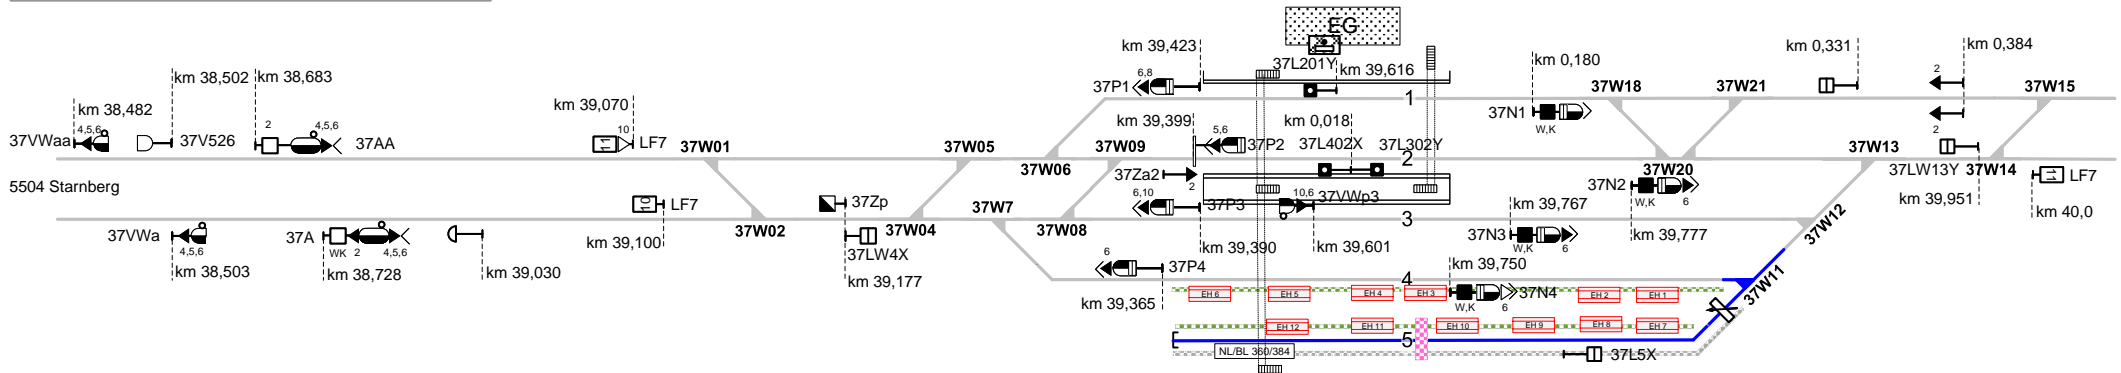 EG
km 39,423
km 0,180
km 0,331
km 0,384
37L201Y
km 39,616
km 38,502
km 38,683
6,8
37P1
1
37W18
37W21
2
37W15
km 38,482
km 39,070
km 39,399
km 0,018
37N1
W,K
37VWaa
4,5,6
37V526
2
4,5,6
37AA
11
10
LF7
37W01
37W05
37W06
37W09
5,6
37P2
37L402X
37L302Y
2
37W20
37W13
2
37LW13Y
37W14
11
LF7
5504 Starnberg
37Za2
2
37N2
W,K
6
km 39,951
km 40,0
10
LF7
37Zp
6,10
37P3
10,6
37VWp3
3
km 39,767
37W12
37VWa
4,5,6
37A
WK
2
4,5,6
km 39,100
37W02
37LW4X
37W04
37W7
37W08
km 39,390
km 39,601
37N3
W,K
6
km 39,777
km 38,503
km 38,728
km 39,030
km 39,177
6
37P4
4
km 39,750
37W11
km 39,365
EH 6
EH 5
EH 4
EH 3
W,K
6
37N4
EH 2
EH 1
EH 12
EH 11
EH 10
EH 9
EH 8
EH 7
5
NL/BL 360/384
37L5X